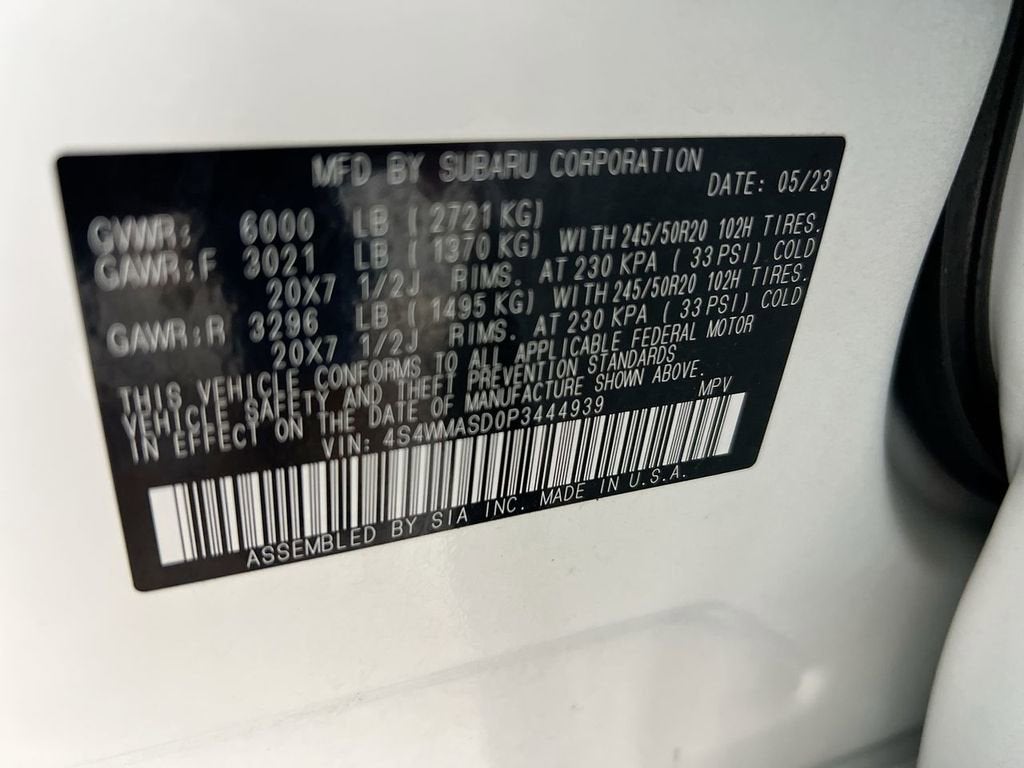 MFD BY SUBARU CORPORATION DATE: 05/23
GVWR: 6000 LB ( 2721 KG)
GAWR:F 3021 LB ( 1370 KG) WITH 245/50R20 102H TIRES.
20X7 1/2J RIMS. AT 230 KPA ( 33 PSI) COLD
GAWR:R 3296 LB ( 1495 KG) WITH 245/50R20 102H TIRES.
20X7 1/2J RIMS. AT 230 KPA ( 33 PSI) COLD
THIS VEHICLE CONFORMS TO ALL APPLICABLE FEDERAL MOTOR
VEHICLE SAFETY AND THEFT PREVENTION STANDARDS
IN EFFECT ON THE DATE OF MANUFACTURE SHOWN ABOVE.
VIN: 4S4WMASD0P3444939 MPV
ASSEMBLED BY SIA INC. MADE IN U.S.A.